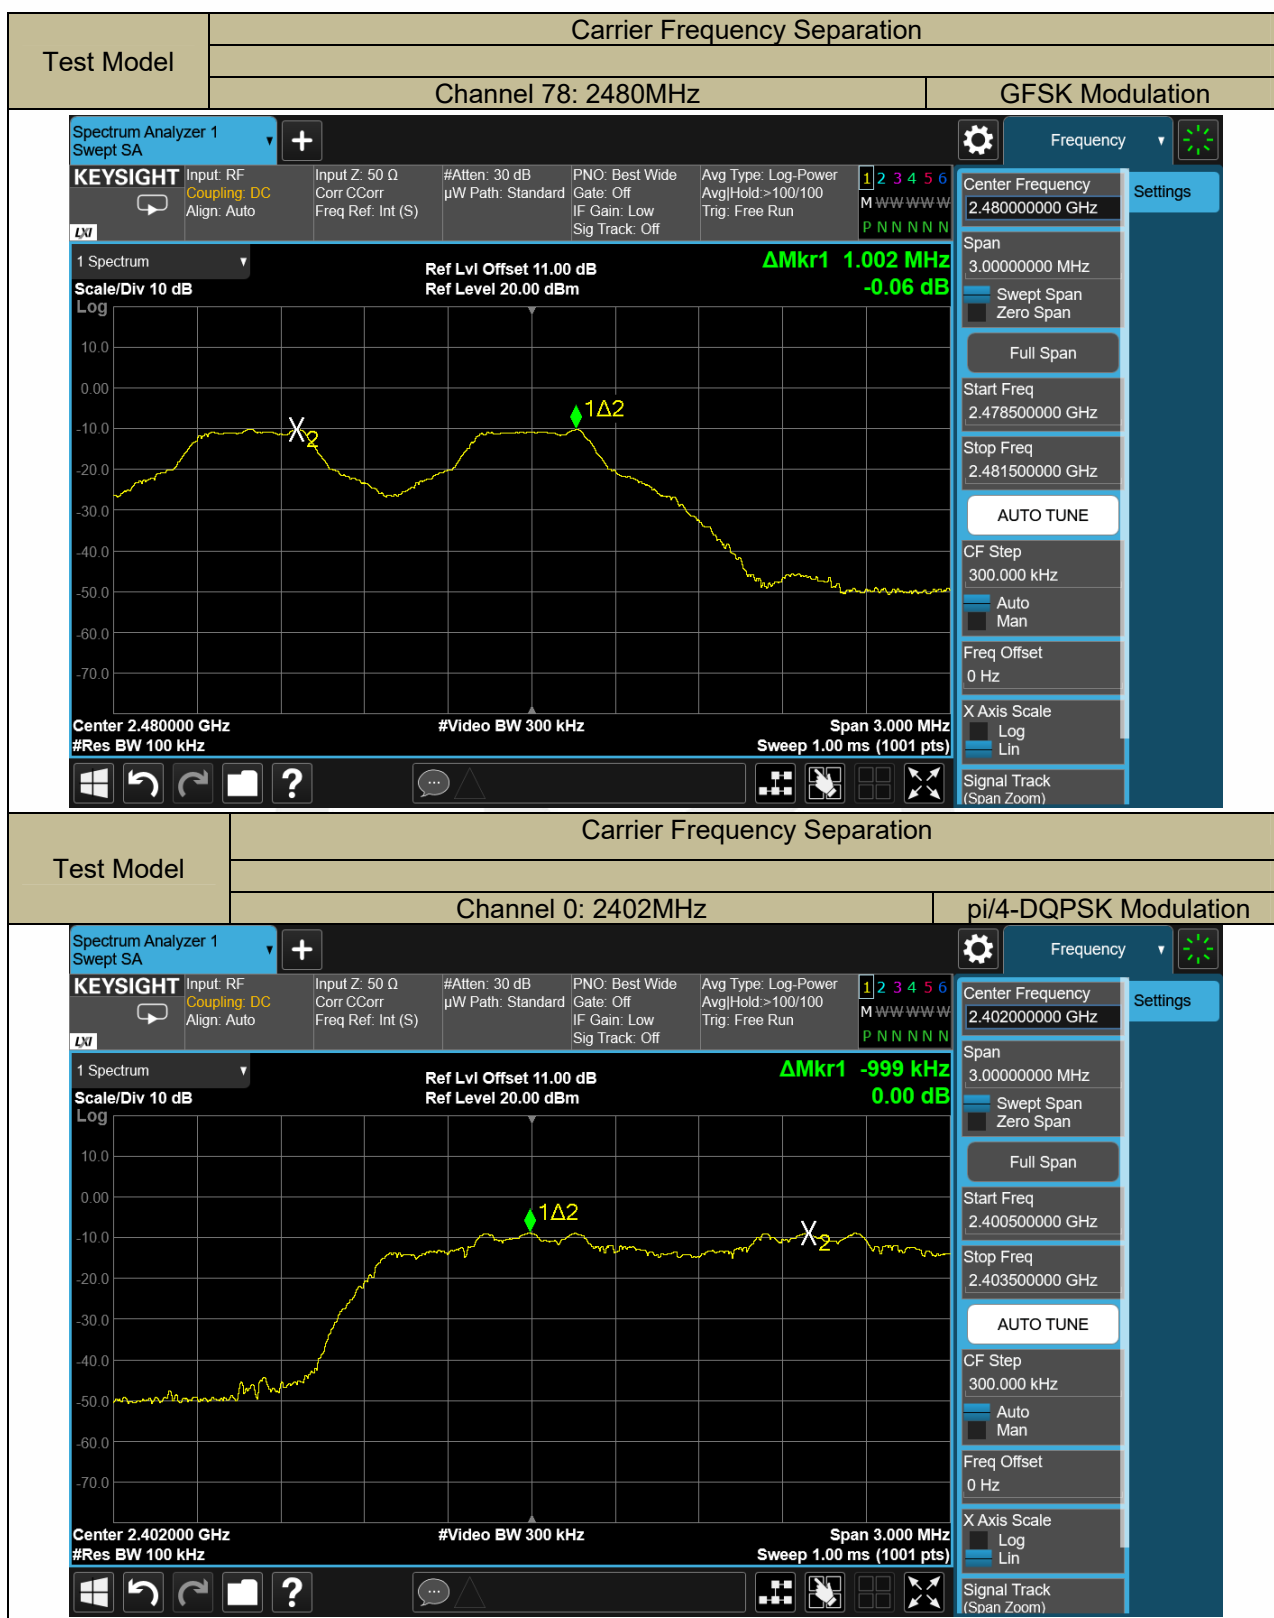 Test Model
Carrier Frequency Separation
Channel 78: 2480MHz
GFSK Modulation
Spectrum Analyzer 1
Swept SA
Frequency
KEYSIGHT
LXI
Input: RF
Coupling: DC
Align: Auto
Input Z: 50 Ω
Corr CCorr
Freq Ref: Int (S)
#Atten: 30 dB
µW Path: Standard
PNO: Best Wide
Gate: Off
IF Gain: Low
Sig Track: Off
Avg Type: Log-Power
Avg|Hold:>100/100
Trig: Free Run
1 2 3 4 5 6
M W W W W W
P N N N N N
Center Frequency
2.480000000 GHz
Settings
Span
3.00000000 MHz
Swept Span
Zero Span
Full Span
Start Freq
2.478500000 GHz
Stop Freq
2.481500000 GHz
AUTO TUNE
CF Step
300.000 kHz
Auto
Man
Freq Offset
0 Hz
X Axis Scale
Log
Lin
Signal Track
(Span Zoom)
1 Spectrum
Scale/Div 10 dB
Log
Ref Lvl Offset 11.00 dB
Ref Level 20.00 dBm
ΔMkr1 1.002 MHz
-0.06 dB
10.0
0.00
-10.0
-20.0
-30.0
-40.0
-50.0
-60.0
-70.0
X2
1Δ2
Center 2.480000 GHz
#Res BW 100 kHz
#Video BW 300 kHz
Span 3.000 MHz
Sweep 1.00 ms (1001 pts)
Test Model
Carrier Frequency Separation
Channel 0: 2402MHz
pi/4-DQPSK Modulation
Spectrum Analyzer 1
Swept SA
Frequency
KEYSIGHT
LXI
Input: RF
Coupling: DC
Align: Auto
Input Z: 50 Ω
Corr CCorr
Freq Ref: Int (S)
#Atten: 30 dB
µW Path: Standard
PNO: Best Wide
Gate: Off
IF Gain: Low
Sig Track: Off
Avg Type: Log-Power
Avg|Hold:>100/100
Trig: Free Run
1 2 3 4 5 6
M W W W W W
P N N N N N
Center Frequency
2.402000000 GHz
Settings
Span
3.00000000 MHz
Swept Span
Zero Span
Full Span
Start Freq
2.400500000 GHz
Stop Freq
2.403500000 GHz
AUTO TUNE
CF Step
300.000 kHz
Auto
Man
Freq Offset
0 Hz
X Axis Scale
Log
Lin
Signal Track
(Span Zoom)
1 Spectrum
Scale/Div 10 dB
Log
Ref Lvl Offset 11.00 dB
Ref Level 20.00 dBm
ΔMkr1 -999 kHz
0.00 dB
10.0
0.00
-10.0
-20.0
-30.0
-40.0
-50.0
-60.0
-70.0
1Δ2
X2
Center 2.402000 GHz
#Res BW 100 kHz
#Video BW 300 kHz
Span 3.000 MHz
Sweep 1.00 ms (1001 pts)